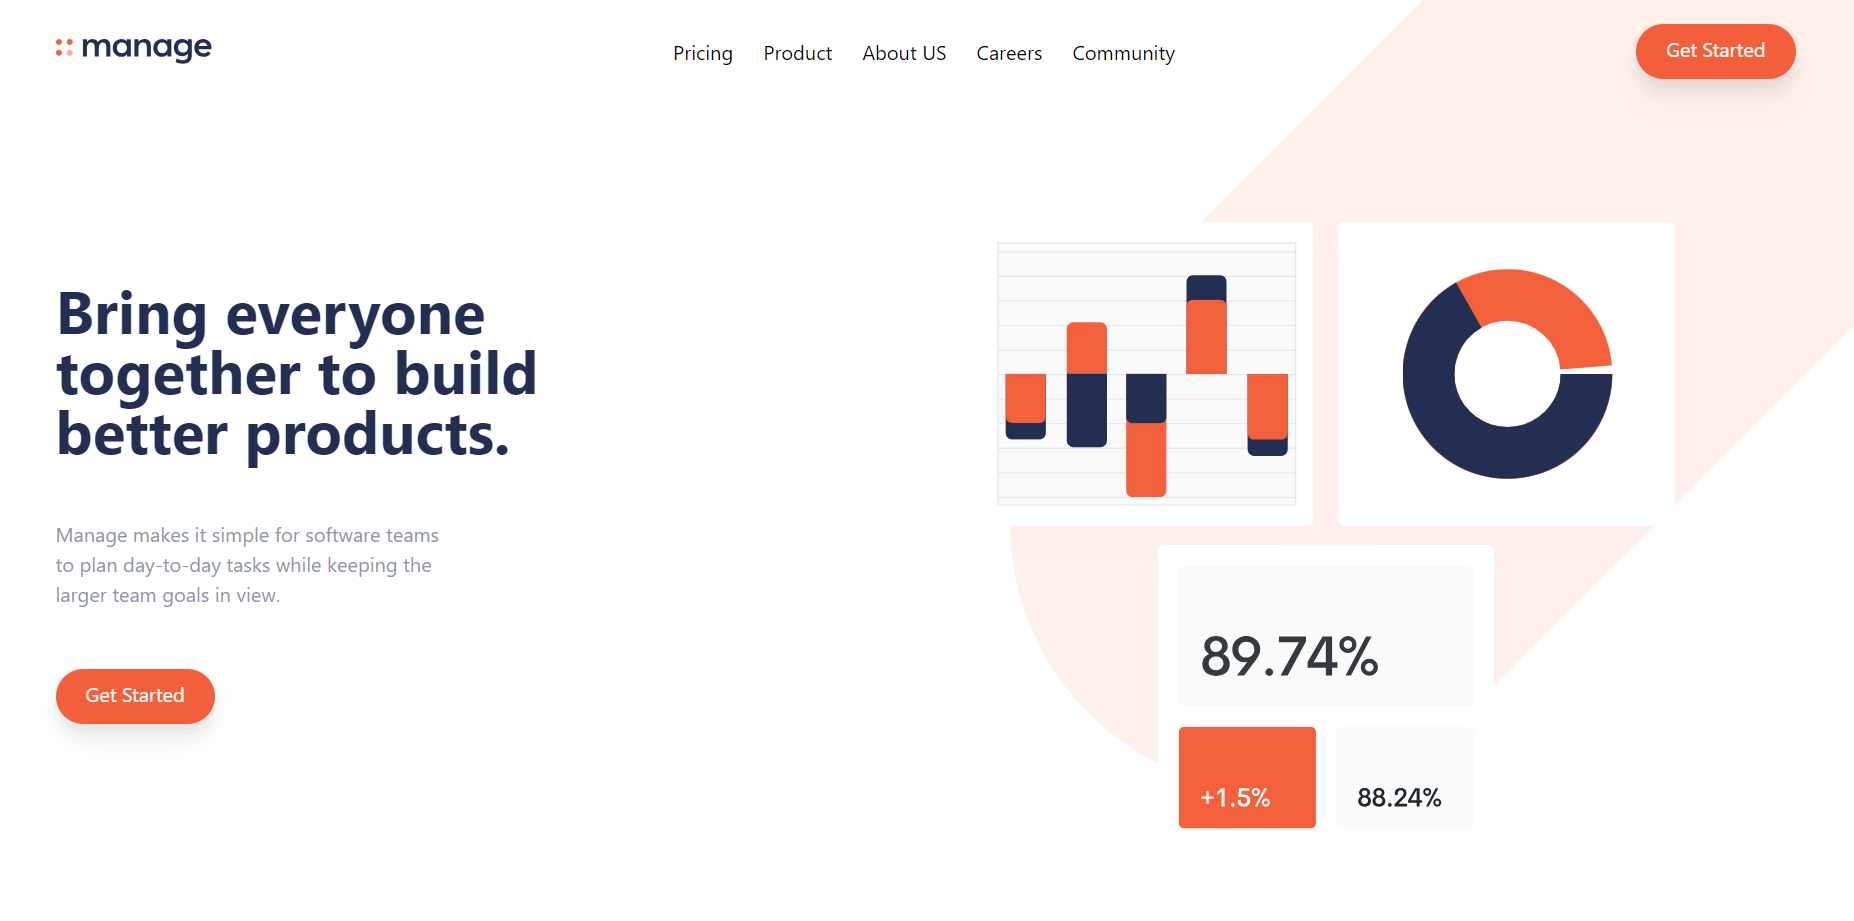 manage
Pricing Product About US Careers Community
Get Started
Bring everyone
together to build
better products.
Manage makes it simple for software teams
to plan day-to-day tasks while keeping the
larger team goals in view.
Get Started
89.74%
+1.5%
88.24%